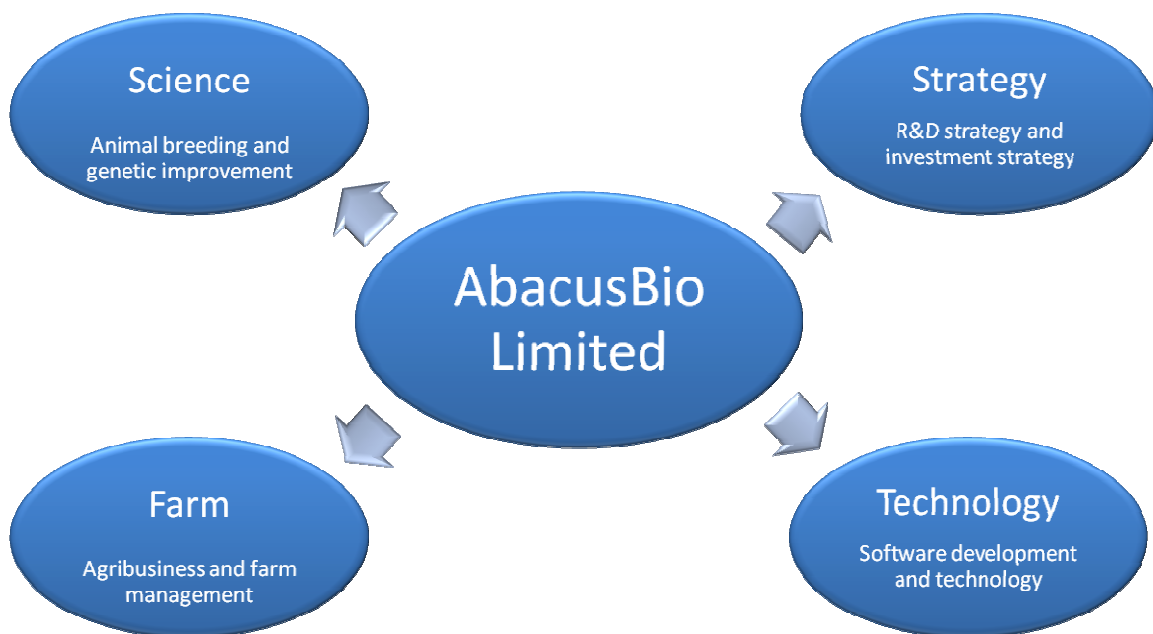 Science
Animal breeding and
genetic improvement
Strategy
R&D strategy and
investment strategy
AbacusBio
Limited
Farm
Agribusiness and farm
management
Technology
Software development
and technology